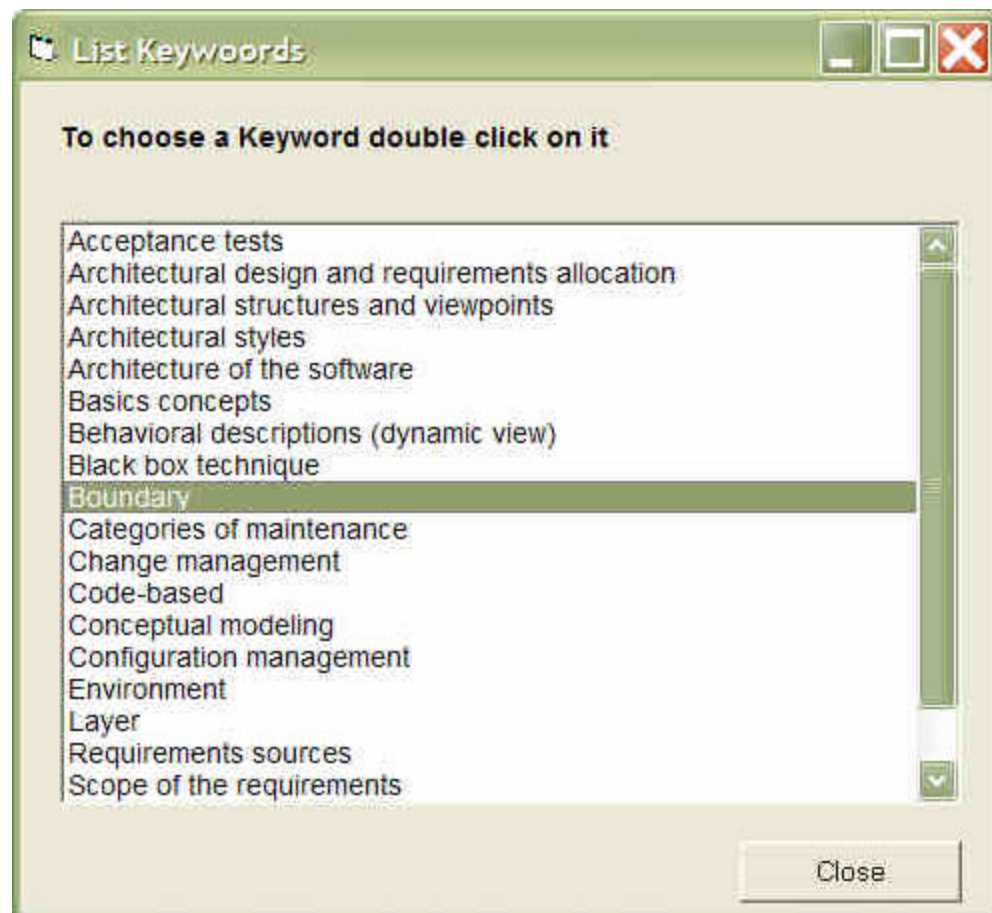 List Keywoords
To choose a Keyword double click on it
Acceptance tests
Architectural design and requirements allocation
Architectural structures and viewpoints
Architectural styles
Architecture of the software
Basics concepts
Behavioral descriptions (dynamic view)
Black box technique
Boundary
Categories of maintenance
Change management
Code-based
Conceptual modeling
Configuration management
Environment
Layer
Requirements sources
Scope of the requirements
Close